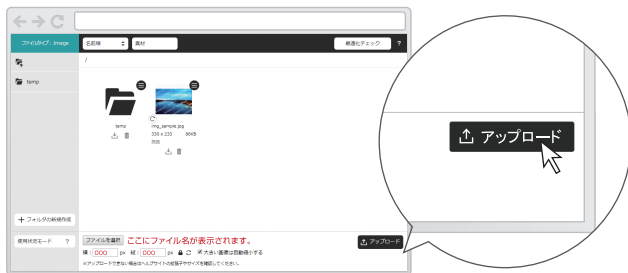 ファイルタイプ : Image
名前順
素材
最適化チェック
?
/
temp
temp
img_sample.jpg
330 x 233 86KB
＋ フォルダの新規作成
使用状況モード ?
ファイルを選択 ここにファイル名が表示されます。
横 : 〇〇〇 px 縦 : 〇〇〇 px 大きい画像は自動縮小する
※アップロードできない場合はヘルプサイトの拡張子やサイズを確認してください。
アップロード
アップロード